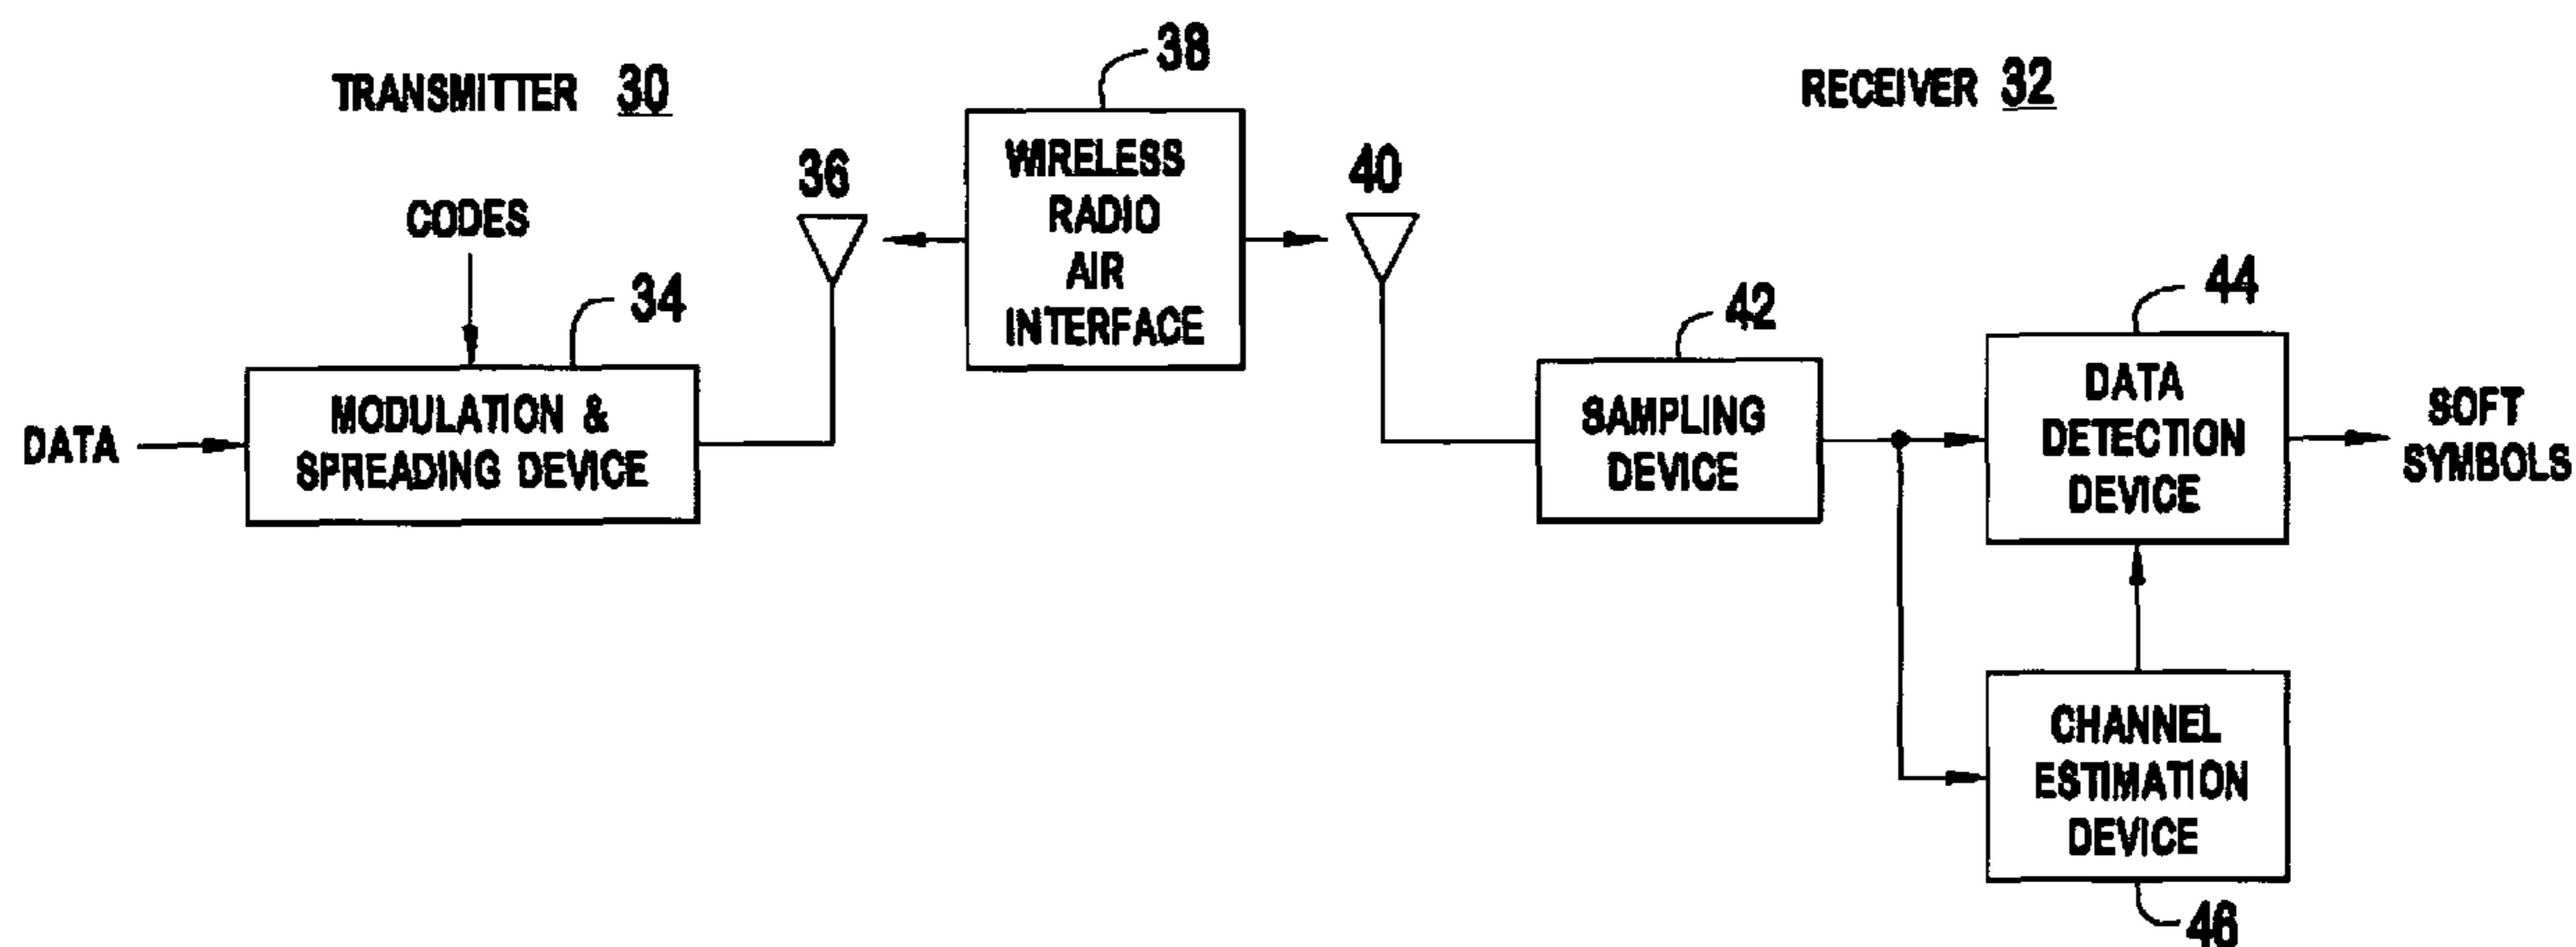 TRANSMITTER 30
CODES
34
DATA
MODULATION &
SPREADING DEVICE
36
38
WIRELESS
RADIO
AIR
INTERFACE
RECEIVER 32
40
42
SAMPLING
DEVICE
44
DATA
DETECTION
DEVICE
SOFT
SYMBOLS
CHANNEL
ESTIMATION
DEVICE
46